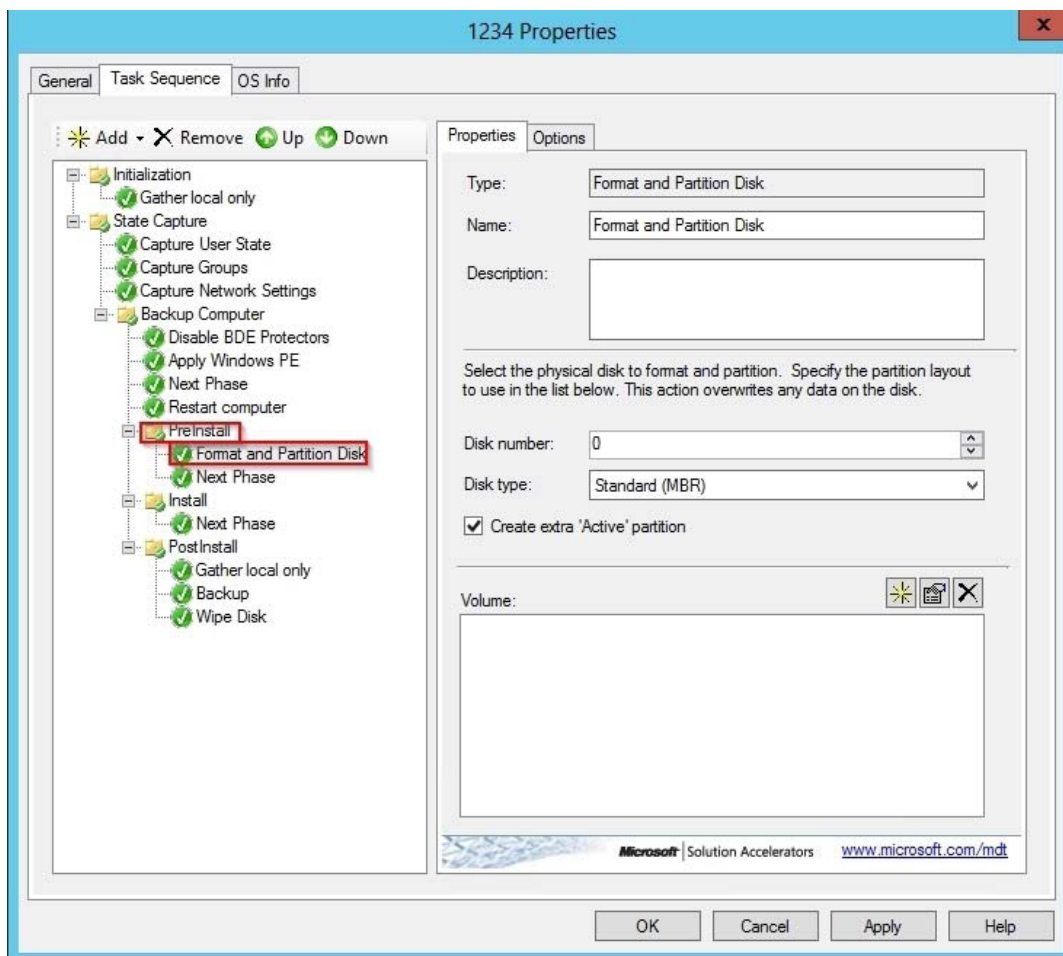 1234 Properties
x
General Task Sequence OS Info
Add Remove Up Down
Initialization
Gather local only
State Capture
Capture User State
Capture Groups
Capture Network Settings
Backup Computer
Disable BDE Protectors
Apply Windows PE
Next Phase
Restart computer
PreInstall
Format and Partition Disk
Next Phase
Install
Next Phase
PostInstall
Gather local only
Backup
Wipe Disk
Properties Options
Type: Format and Partition Disk
Name: Format and Partition Disk
Description:
Select the physical disk to format and partition. Specify the partition layout
to use in the list below. This action overwrites any data on the disk.
Disk number: 0
Disk type: Standard (MBR)
Create extra 'Active' partition
Volume:
Microsoft Solution Accelerators www.microsoft.com/mdt
OK Cancel Apply Help